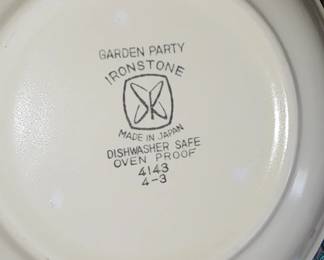 GARDEN PARTY
IRONSTONE
MADE IN JAPAN
DISHWASHER SAFE
OVEN PROOF
4143
4-3